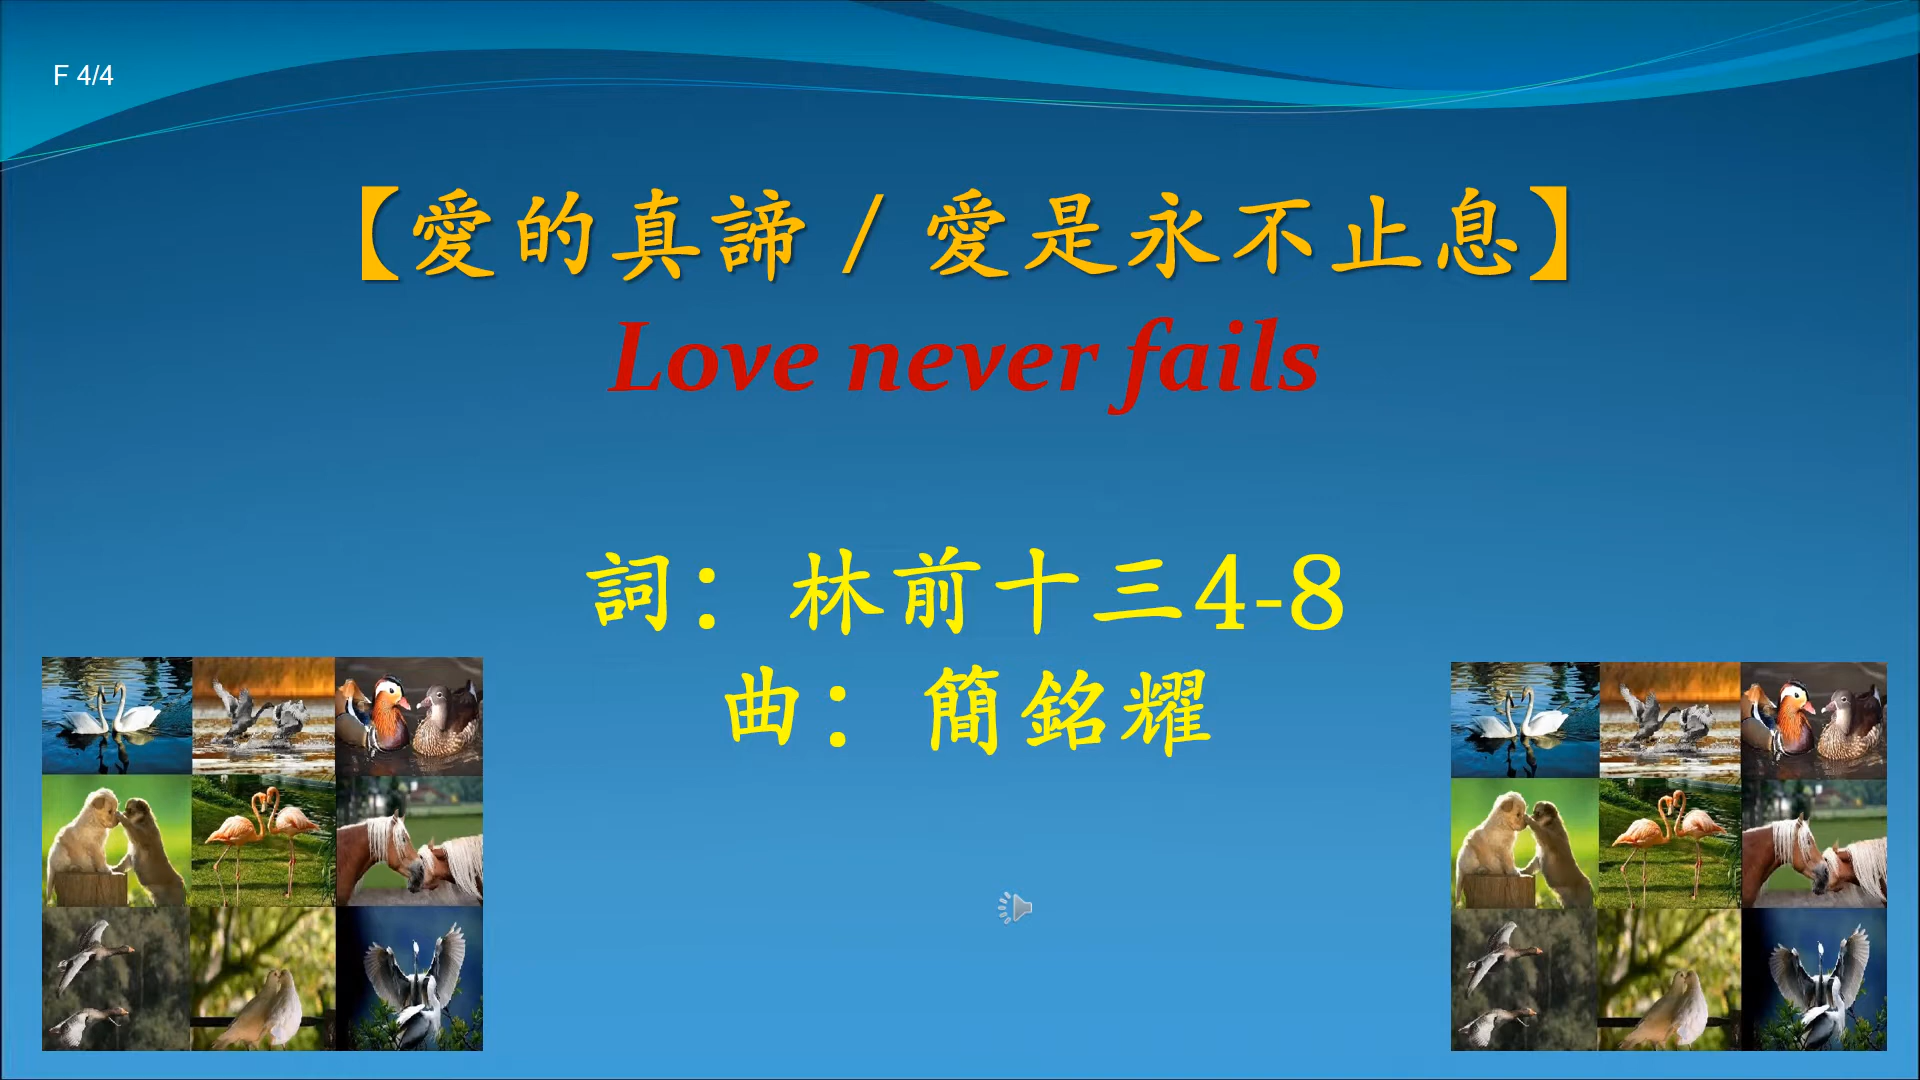 F 4/4
【愛的真諦 / 愛是永不止息】
Love never fails
詞：林前十三4-8
曲：簡銘耀